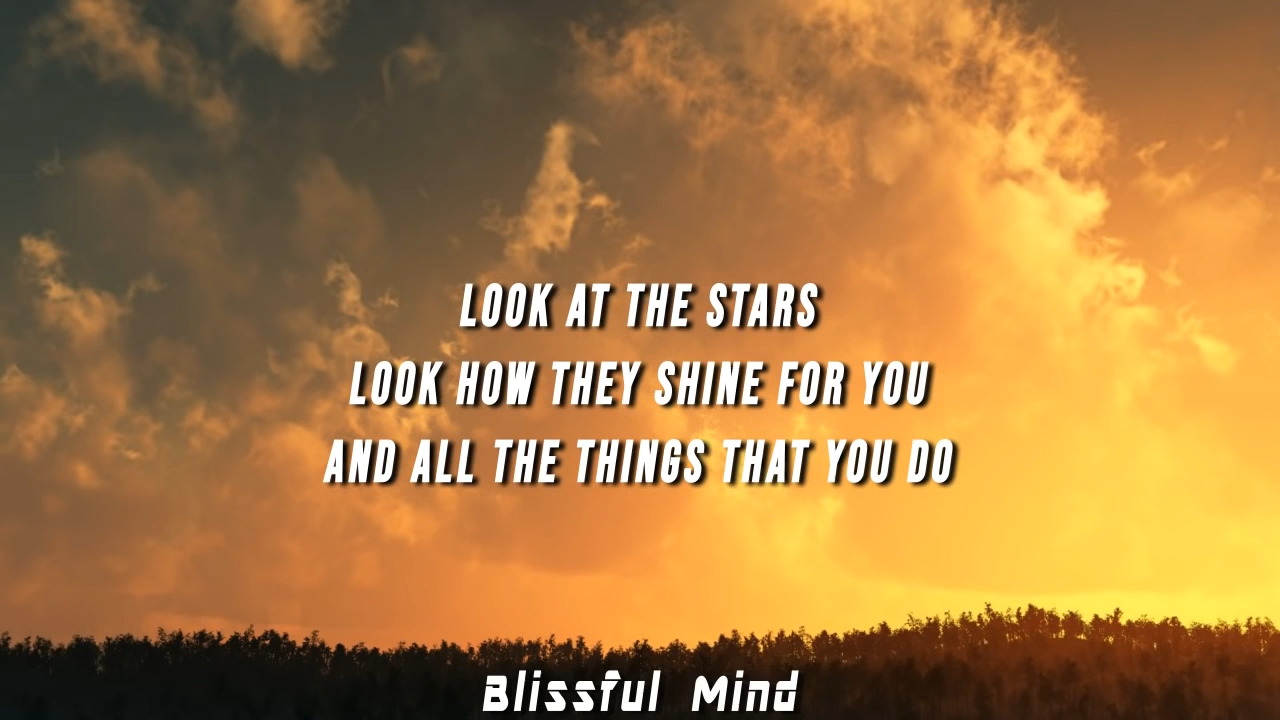 LOOK AT THE STARS
LOOK HOW THEY SHINE FOR YOU
AND ALL THE THINGS THAT YOU DO
Blissful Mind